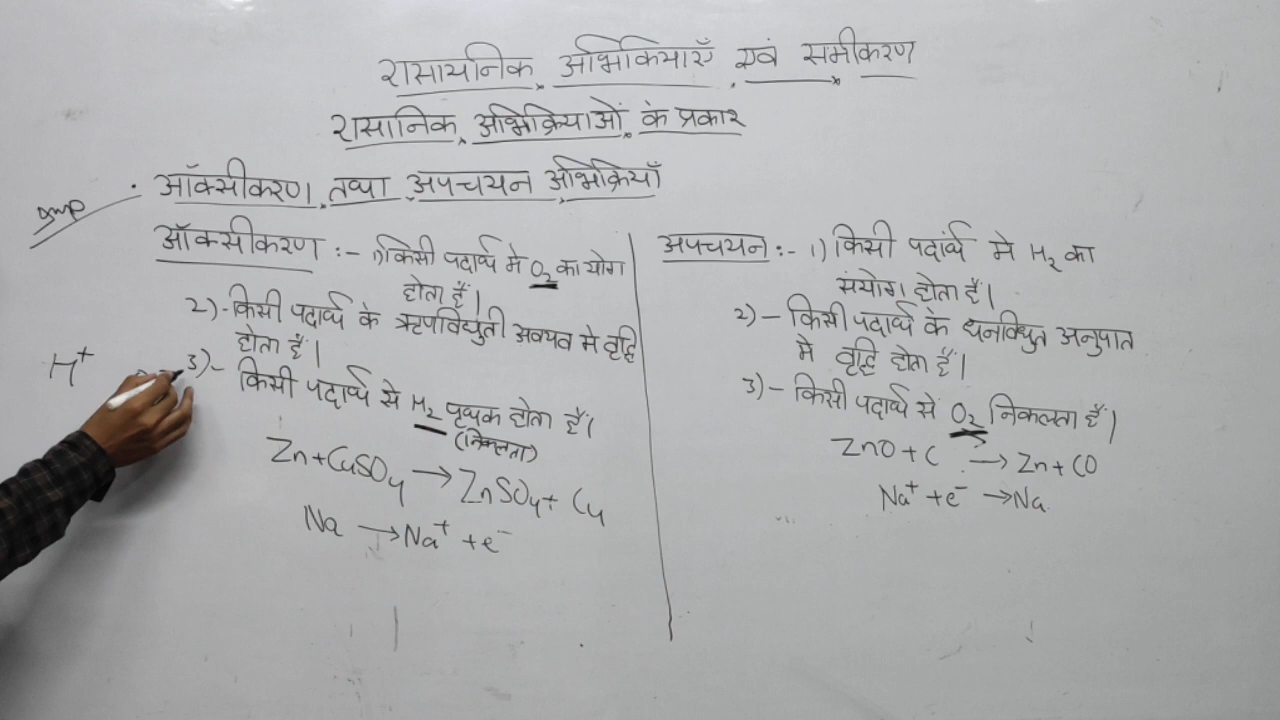 रासायनिक अभिकियाएँ एवं समीकरण
रासानिक अभिक्रियाओं के प्रकार
Imp
ऑक्सीकरण तथा अपचयन अभिक्रियाँ
ऑक्सीकरण :- 1) किसी पदार्थ मे O₂ का योग
होता हैं।
2)- किसी पदार्थ के ऋणविद्युती अवयव मे वृद्धि
होता हैं।
3)- किसी पदार्थ से H₂ पृथक होता हैं।
(निकलता)
Zn+CuSO₄ → ZnSO₄+ Cu
Na → Na⁺ + e⁻
H⁺
अपचयन :- 1) किसी पदार्थ मे H₂ का
संयोग होता हैं।
2)- किसी पदार्थ के धनविद्युत अनुपात
मे वृद्धि होता हैं।
3)- किसी पदार्थ से O₂ निकलता हैं।
ZnO + C → Zn + CO
Na⁺ + e⁻ → Na